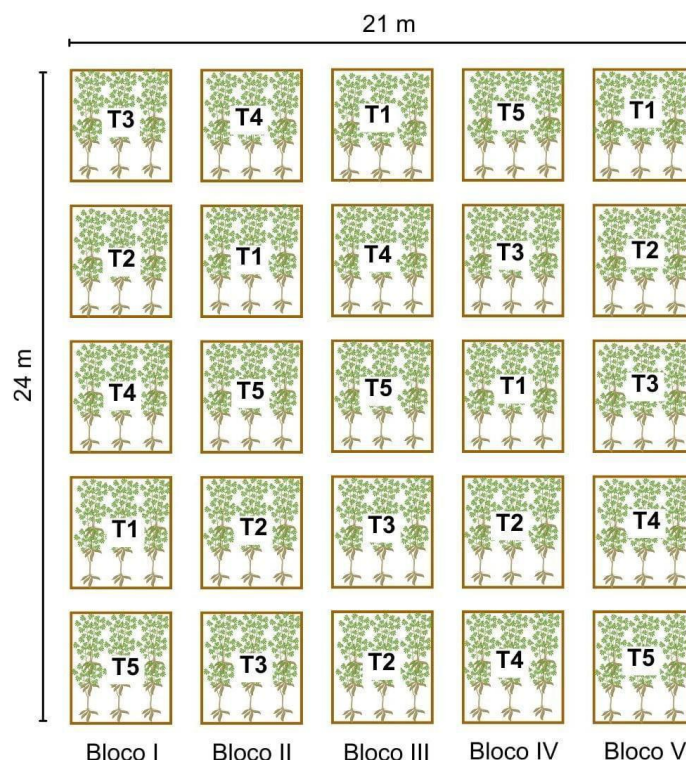 21 m
24 m
T3 T4 T1 T5 T1
T2 T1 T4 T3 T2
T4 T5 T5 T1 T3
T1 T2 T3 T2 T4
T5 T3 T2 T4 T5
Bloco I Bloco II Bloco III Bloco IV Bloco V